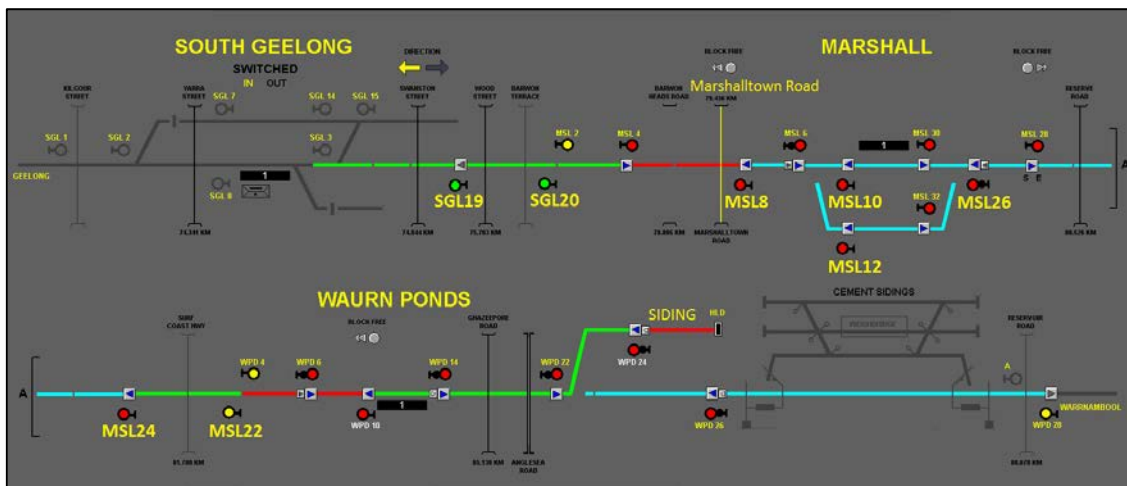 SOUTH GEELONG
MARSHALL
SWITCHED
IN OUT
DIRECTION
BLOCK FREE
BLOCK FREE
Marshalltown Road
KILGOUR STREET
YARRA STREET
SWANSTON STREET
WOOD STREET
BARWON TERRACE
BARWON HEADS ROAD
RESERVE ROAD
SGL 7
SGL 14
SGL 15
SGL 1
SGL 2
SGL 3
MSL 2
MSL 4
MSL 6
1
MSL 30
MSL 28
GEELONG
A
SGL 8
1
SGL19
SGL20
MSL8
MSL10
MSL 32
MSL26
S E
MARSHALLTOWN ROAD
MSL12
WAURN PONDS
CEMENT SIDINGS
SURF COAST HWY
BLOCK FREE
GRAZEPORE ROAD
SIDING
HLD
RESERVOIR ROAD
WPD 4
WPD 6
WPD 14
WPD 22
WPD 24
A
A
1
WARRNAMBOOL
MSL24
MSL22
WPD 10
WPD 26
WPD 28
ANGLESEA ROAD